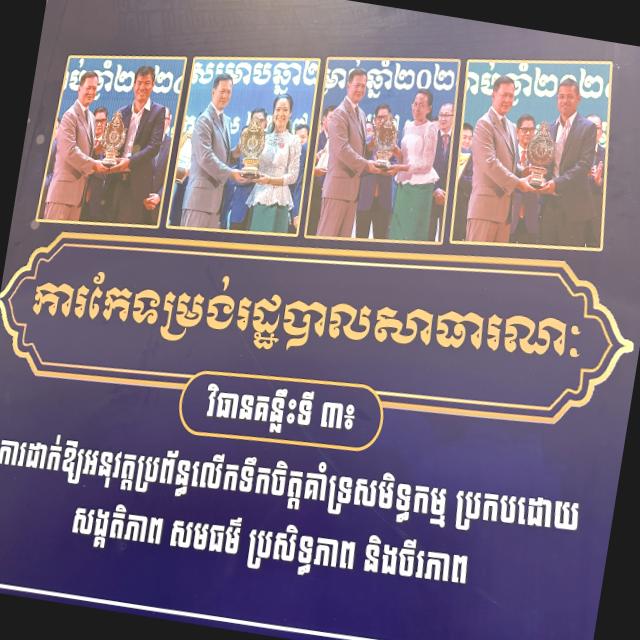 ការកែទម្រង់រដ្ឋបាលសាធារណៈ
វិធានគន្លឹះទី ៣៖
ការដាក់ឱ្យអនុវត្តប្រព័ន្ធលើកទឹកចិត្តគាំទ្រសមិទ្ធកម្ម ប្រកបដោយ
សង្គតិភាព សមធម៌ ប្រសិទ្ធភាព និងចីរភាព